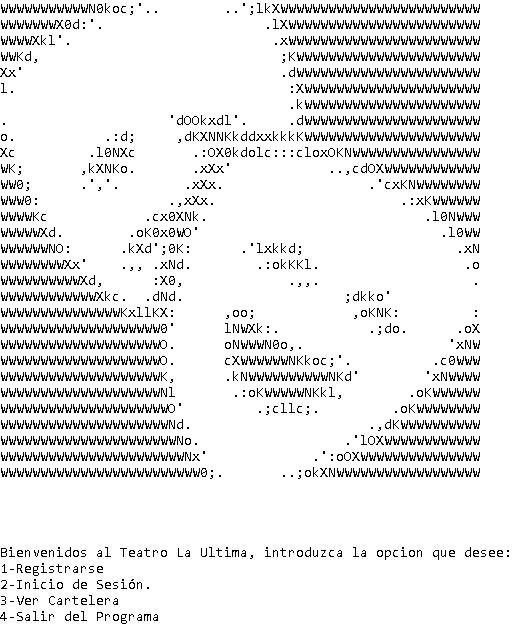 Bienvenidos al Teatro La Ultima, introduzca la opcion que desee:
1-Registrarse
2-Inicio de Sesión.
3-Ver Cartelera
4-Salir del Programa